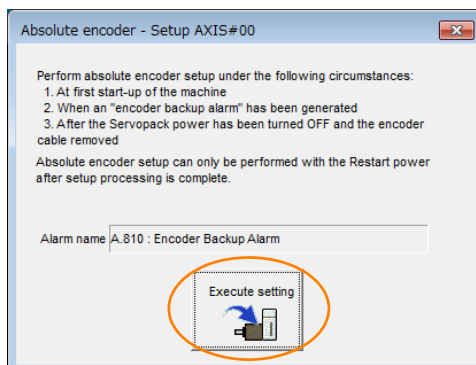 Absolute encoder - Setup AXIS#00
Perform absolute encoder setup under the following circumstances:
1. At first start-up of the machine
2. When an "encoder backup alarm" has been generated
3. After the Servopack power has been turned OFF and the encoder
cable removed
Absolute encoder setup can only be performed with the Restart power
after setup processing is complete.
Alarm name A.810 : Encoder Backup Alarm
Execute setting